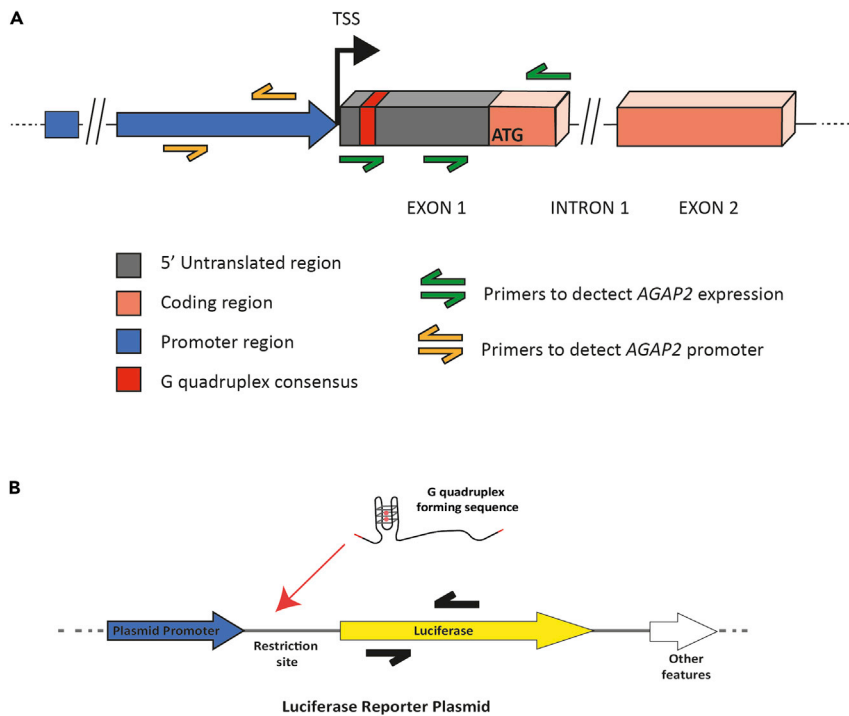 A
TSS
ATG
EXON 1
INTRON 1
EXON 2
5' Untranslated region
Coding region
Promoter region
G quadruplex consensus
Primers to dectect AGAP2 expression
Primers to detect AGAP2 promoter
B
G quadruplex
forming sequence
Plasmid Promoter
Restriction
site
Luciferase
Other
features
Luciferase Reporter Plasmid